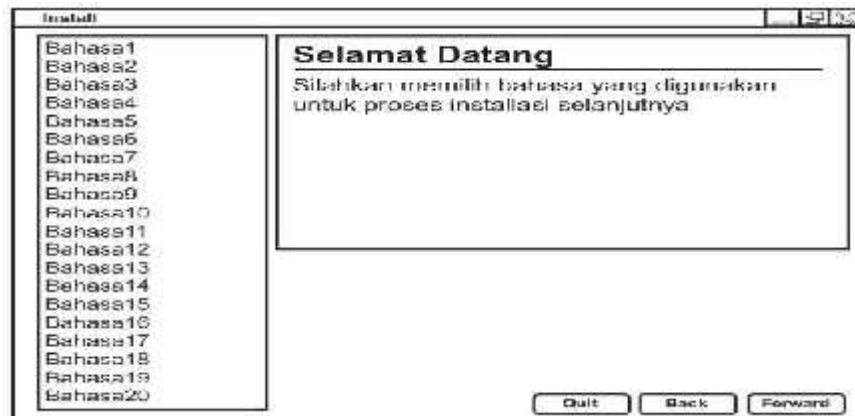 Install
Bahasa1
Bahasa2
Bahasa3
Bahasa4
Bahasa5
Bahasa6
Bahasa7
Bahasa8
Bahasa9
Bahasa10
Bahasa11
Bahasa12
Bahasa13
Bahasa14
Bahasa15
Bahasa16
Bahasa17
Bahasa18
Bahasa19
Bahasa20
Selamat Datang
Silahkan memilih bahasa yang digunakan
untuk proses installasi selanjutnya
Quit
Back
Forward